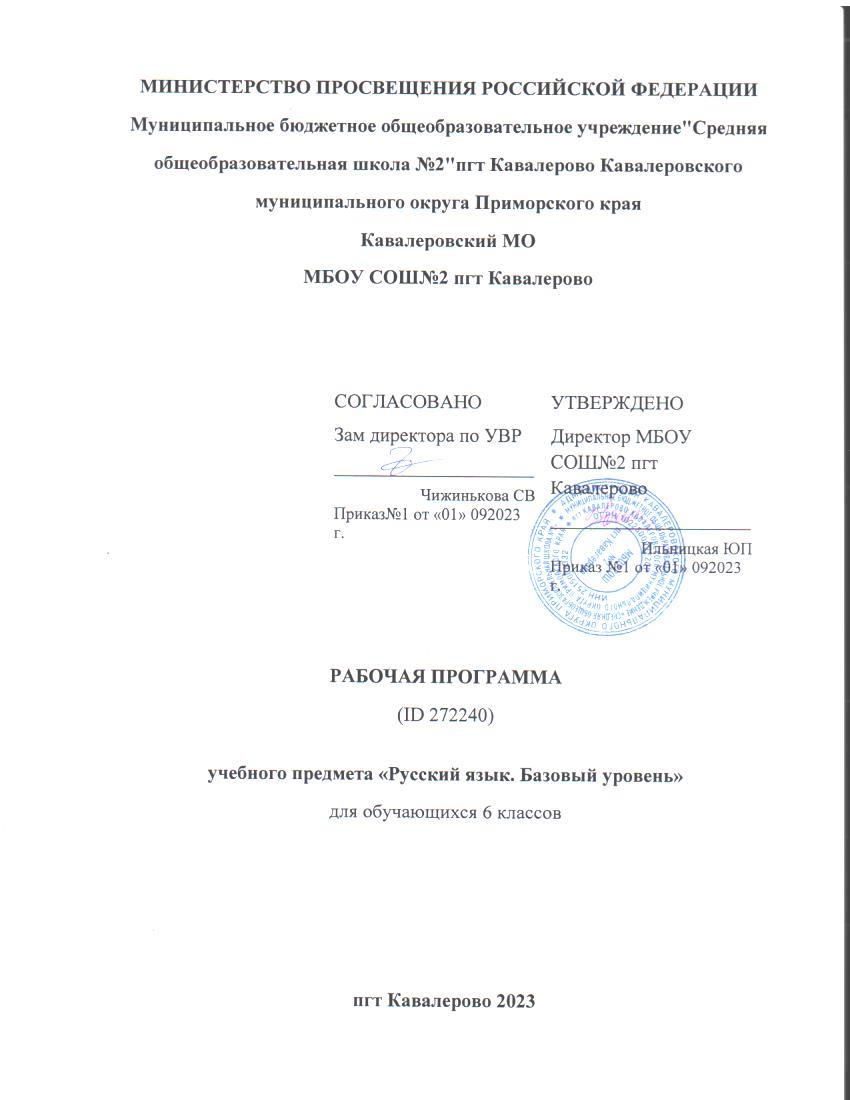 МИНИСТЕРСТВО ПРОСВЕЩЕНИЯ РОССИЙСКОЙ ФЕДЕРАЦИИ
Муниципальное бюджетное общеобразовательное учреждение"Средняя
общеобразовательная школа №2"пгт Кавалерово Кавалеровского
муниципального округа Приморского края
Кавалеровский МО
МБОУ СОШ№2 пгт Кавалерово
СОГЛАСОВАНО
Зам директора по УВР
Чижинькова СВ
Приказ№1 от «01» 092023
г.
УТВЕРЖДЕНО
Директор МБОУ
СОШ№2 пгт
Кавалерово
Ильницкая ЮП
Приказ №1 от «01» 092023
г.
РАБОЧАЯ ПРОГРАММА
(ID 272240)
учебного предмета «Русский язык. Базовый уровень»
для обучающихся 6 классов
пгт Кавалерово 2023